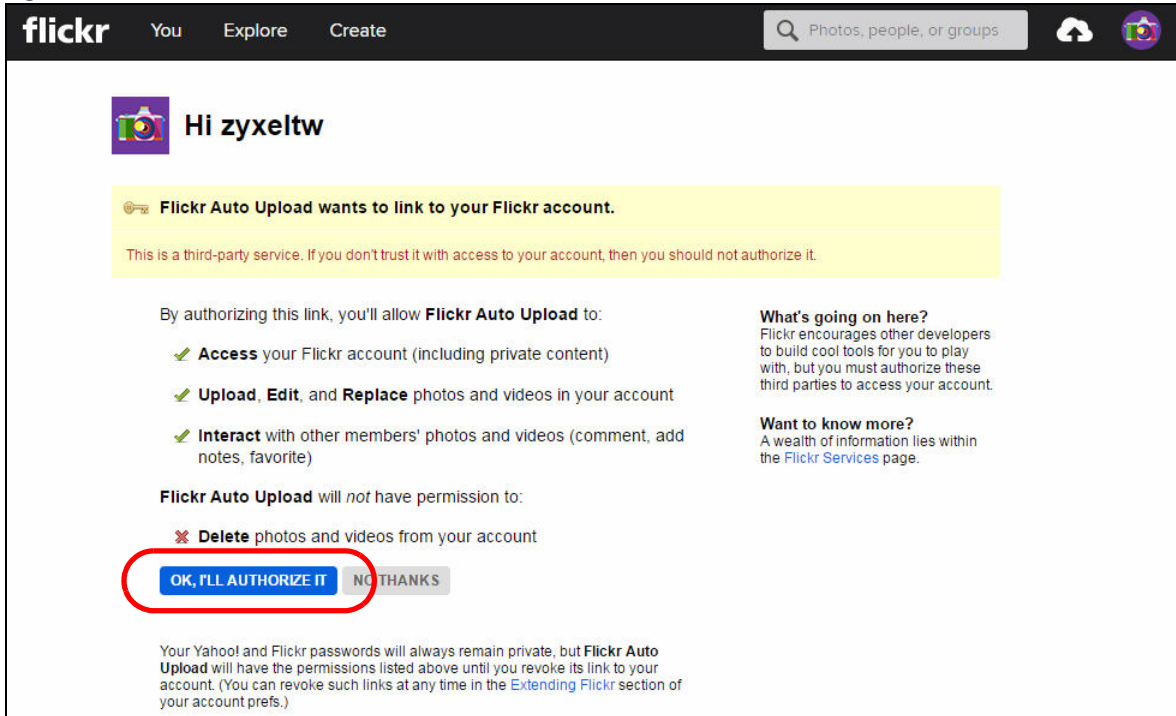 flickr You Explore Create Photos, people, or groups
Hi zyxeltw
Flickr Auto Upload wants to link to your Flickr account.
This is a third-party service. If you don't trust it with access to your account, then you should not authorize it.
By authorizing this link, you'll allow Flickr Auto Upload to:
Access your Flickr account (including private content)
Upload, Edit, and Replace photos and videos in your account
Interact with other members' photos and videos (comment, add
notes, favorite)
Flickr Auto Upload will not have permission to:
Delete photos and videos from your account
OK, I'LL AUTHORIZE IT NO THANKS
Your Yahoo! and Flickr passwords will always remain private, but Flickr Auto
Upload will have the permissions listed above until you revoke its link to your
account. (You can revoke such links at any time in the Extending Flickr section of
your account prefs.)
What's going on here?
Flickr encourages other developers
to build cool tools for you to play
with, but you must authorize these
third parties to access your account.
Want to know more?
A wealth of information lies within
the Flickr Services page.